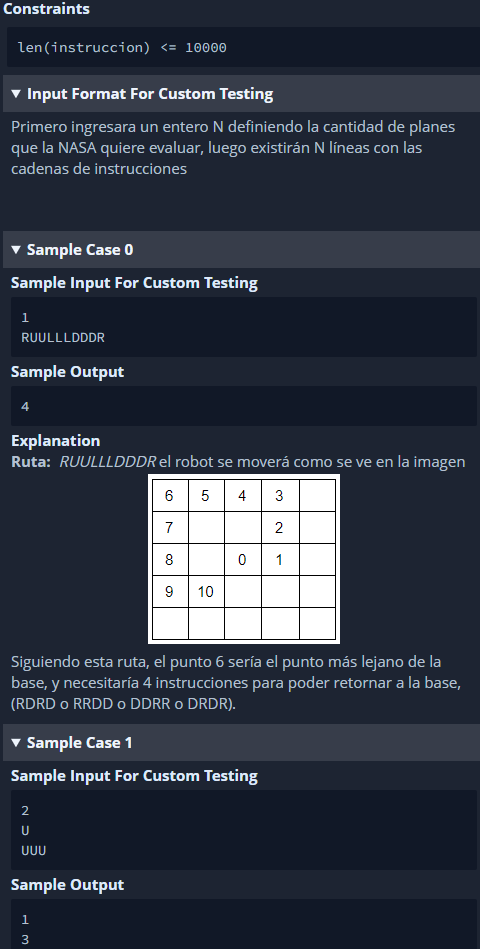 Constraints
len(instruccion) <= 10000
▼ Input Format For Custom Testing
Primero ingresara un entero N definiendo la cantidad de planes
que la NASA quiere evaluar, luego existirán N líneas con las
cadenas de instrucciones
▼ Sample Case 0
Sample Input For Custom Testing
1
RUULLLDDDR
Sample Output
4
Explanation
Ruta: RUULLLDDDR el robot se moverá como se ve en la imagen
6 5 4 3
7 2
8 0 1
9 10
Siguiendo esta ruta, el punto 6 sería el punto más lejano de la
base, y necesitaría 4 instrucciones para poder retornar a la base,
(RDRD o RRDD o DDRR o DRDR).
▼ Sample Case 1
Sample Input For Custom Testing
2
U
UUU
Sample Output
1
3